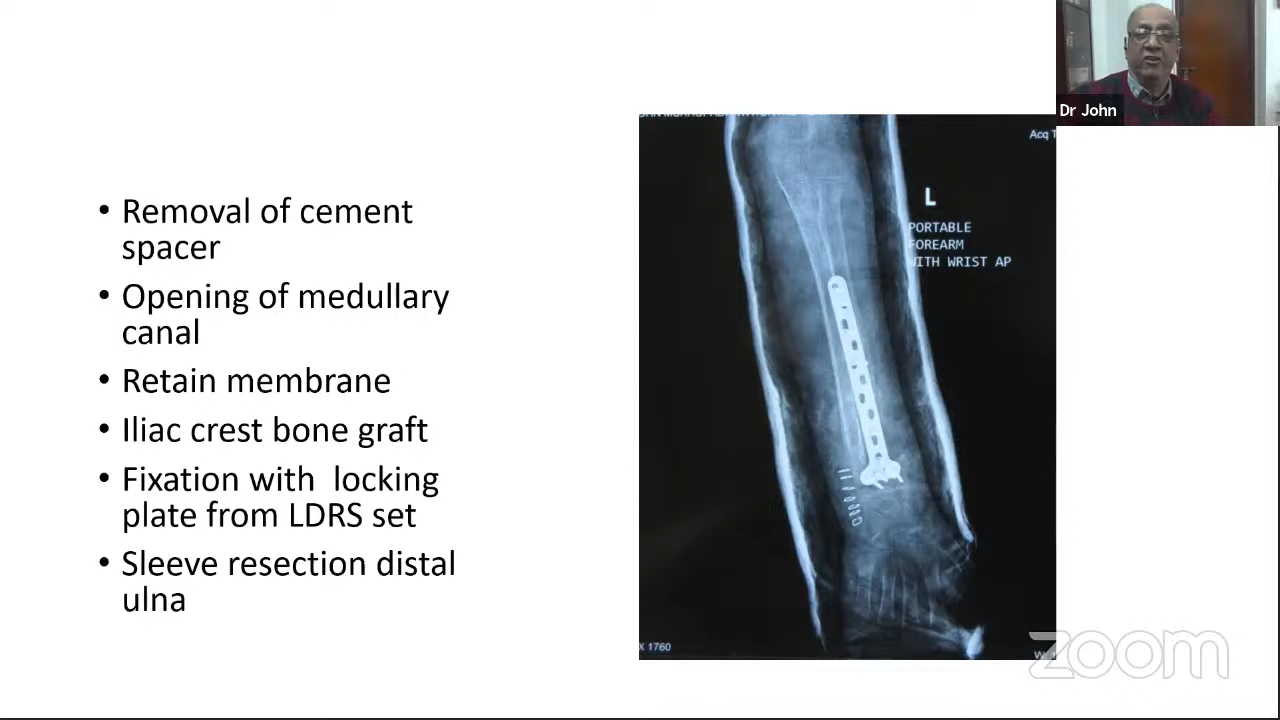 Dr John
• Removal of cement
spacer
• Opening of medullary
canal
• Retain membrane
• Iliac crest bone graft
• Fixation with locking
plate from LDRS set
• Sleeve resection distal
ulna
Acq
L
PORTABLE
FOREARM
WITH WRIST AP
X 1760
zoom